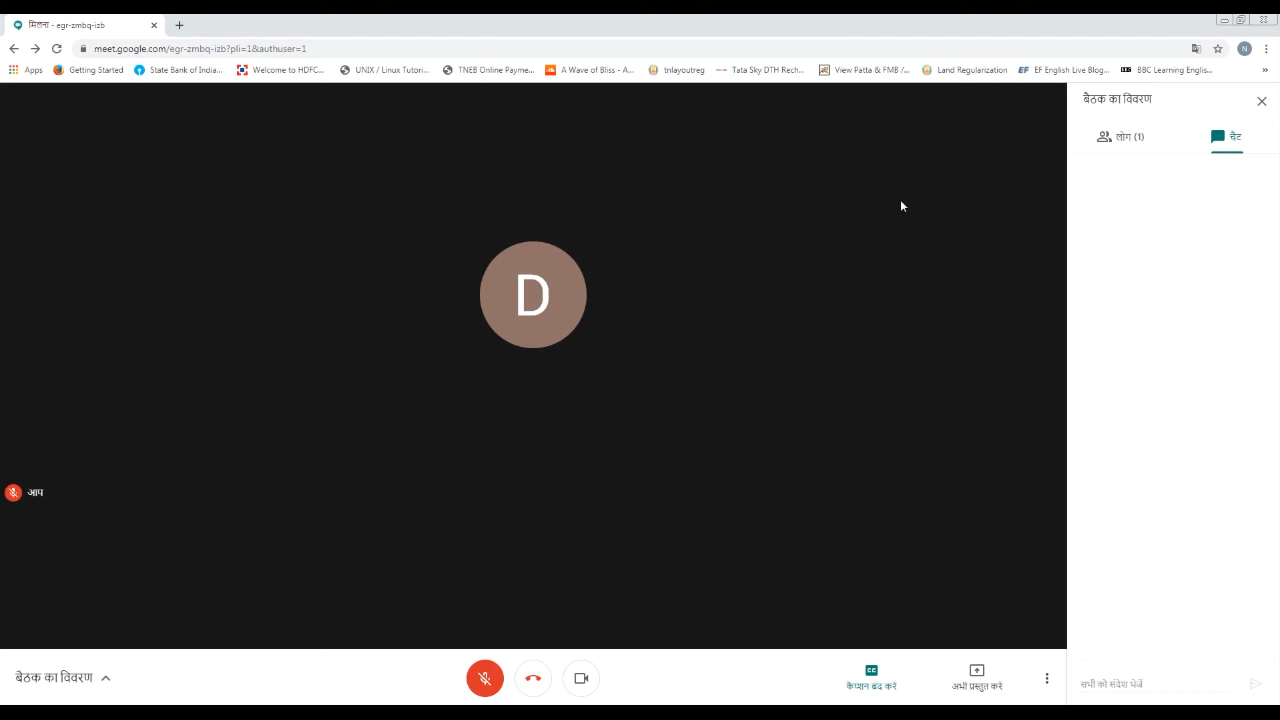 मिलना - egr-zmbq-izb
meet.google.com/egr-zmbq-izb?pli=1&authuser=1
N
Apps
Getting Started
State Bank of India...
Welcome to HDFC...
UNIX / Linux Tutori...
TNEB Online Payme...
A Wave of Bliss - A...
tnlayoutreg
Tata Sky DTH Rech...
View Patta & FMB /...
Land Regularization
EF English Live Blog...
BBC Learning Englis...
बैठक का विवरण
लोग (1)
चैट
D
आप
बैठक का विवरण
CC
कैप्शन बंद करें
अभी प्रस्तुत करें
सभी को संदेश भेजें